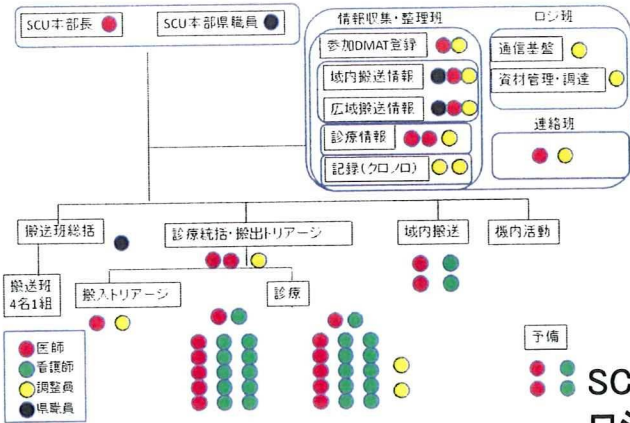 SCU本部長
SCU本部県職員
情報収集・整理班
参加DMAT登録
域内搬送情報
広域搬送情報
診療情報
記録(クロノロ)
ロジ班
通信基盤
資材管理・調達
連絡班
搬送班総括
診療統括・搬出トリアージ
域内搬送
機内活動
搬送班
4名1組
搬入トリアージ
診療
医師
看護師
調整員
県職員
予備
SC